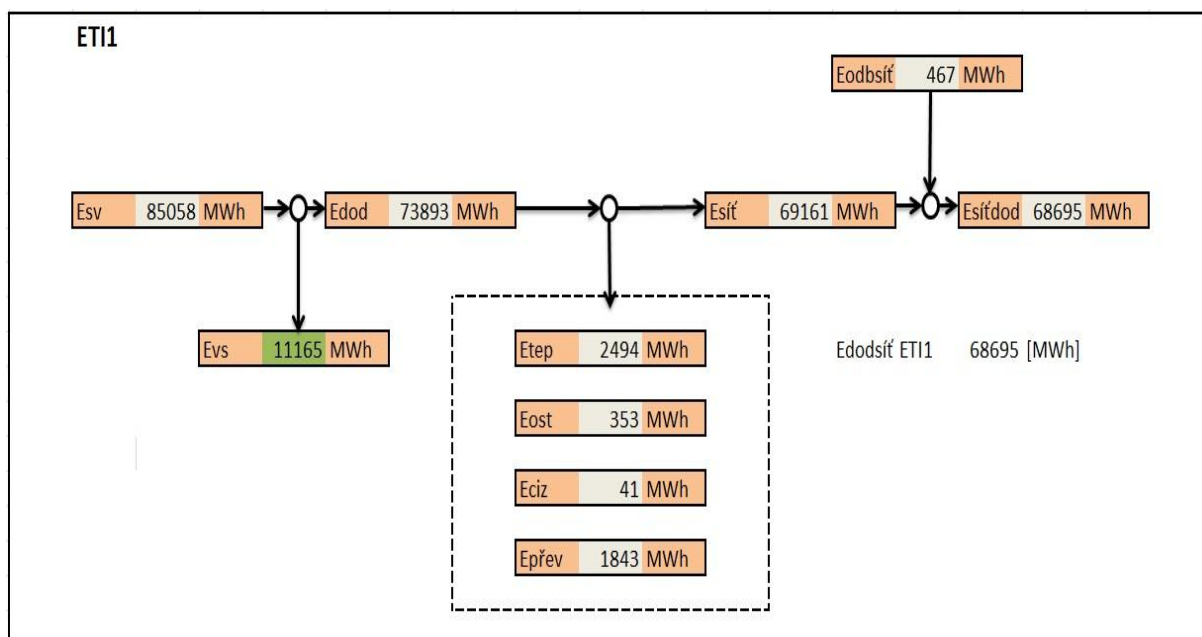 ETI1
Eodbsíť 467 MWh
Esv 85058 MWh
Edod 73893 MWh
Esíť 69161 MWh
Esíťdod 68695 MWh
Evs 11165 MWh
Etep 2494 MWh
Edodsíť ETI1 68695 [MWh]
Eost 353 MWh
Eciz 41 MWh
Epřev 1843 MWh